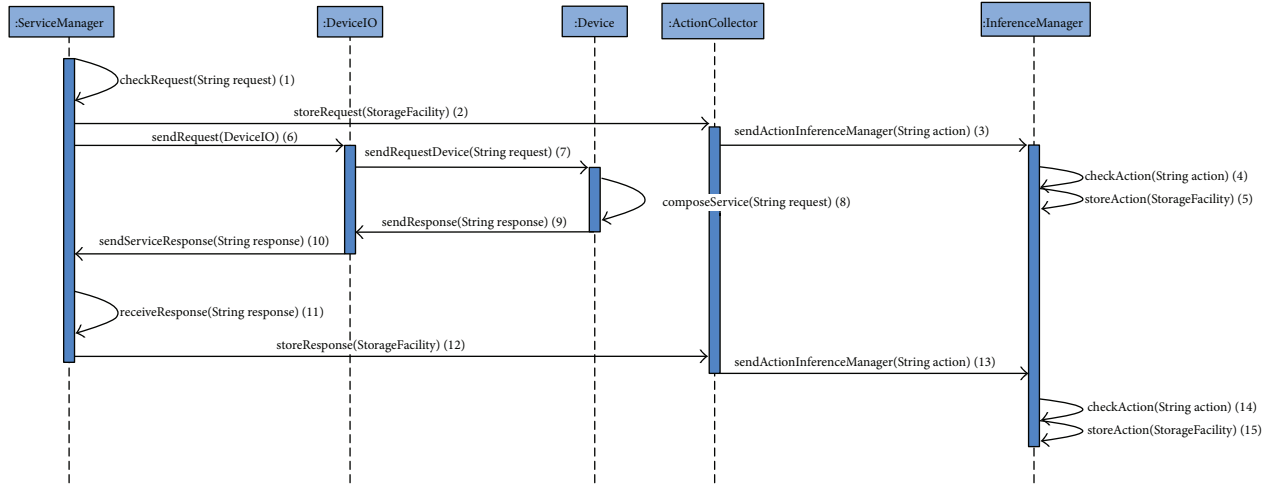 :ServiceManager
:DeviceIO
:Device
:ActionCollector
:InferenceManager
checkRequest(String request) (1)
storeRequest(StorageFacility) (2)
sendRequest(DeviceIO) (6)
sendActionInferenceManager(String action) (3)
sendRequestDevice(String request) (7)
checkAction(String action) (4)
storeAction(StorageFacility) (5)
composeService(String request) (8)
sendResponse(String response) (9)
sendServiceResponse(String response) (10)
receiveResponse(String response) (11)
storeResponse(StorageFacility) (12)
sendActionInferenceManager(String action) (13)
checkAction(String action) (14)
storeAction(StorageFacility) (15)